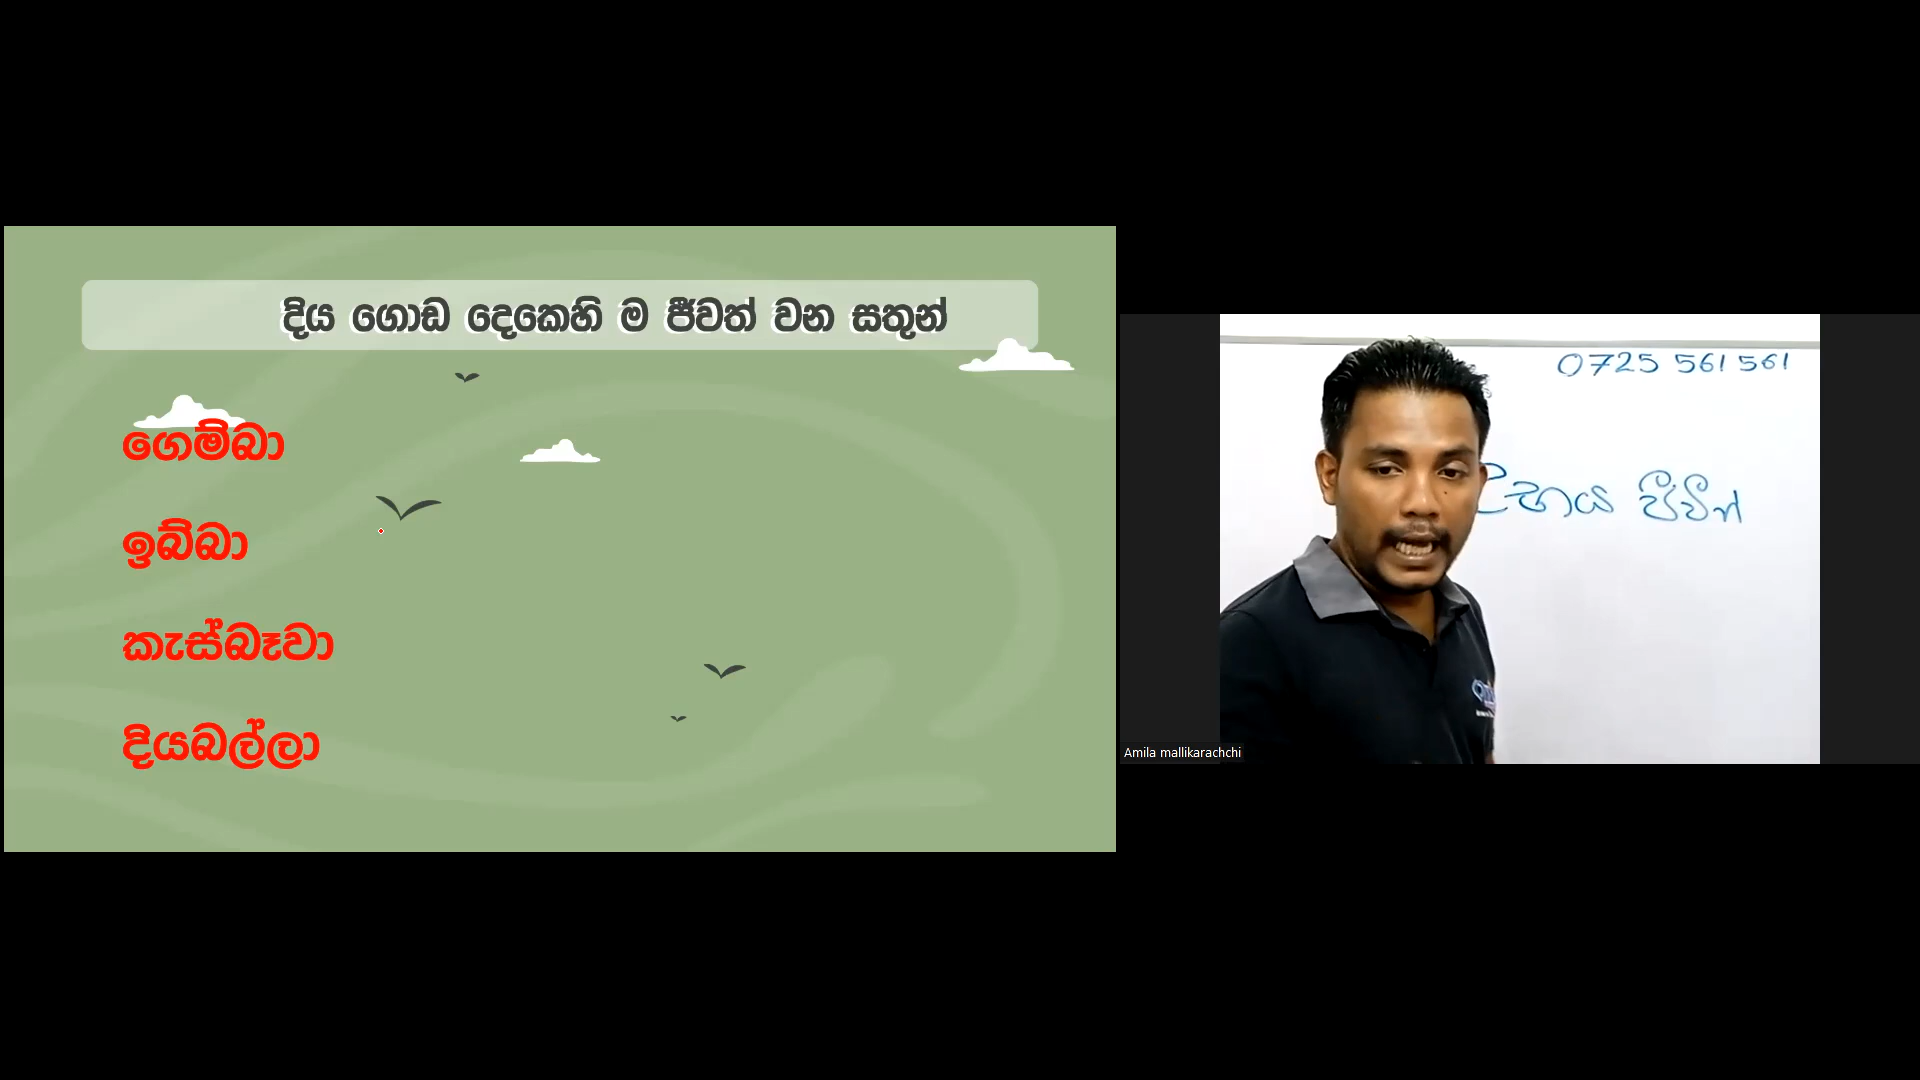 දිය ගොඩ දෙකෙහි ම ජීවත් වන සතුන්
ගෙම්බා
ඉබ්බා
කැස්බෑවා
දියබල්ලා
0725 561 561
උභය ජීවීන්
Amila mallikarachchi